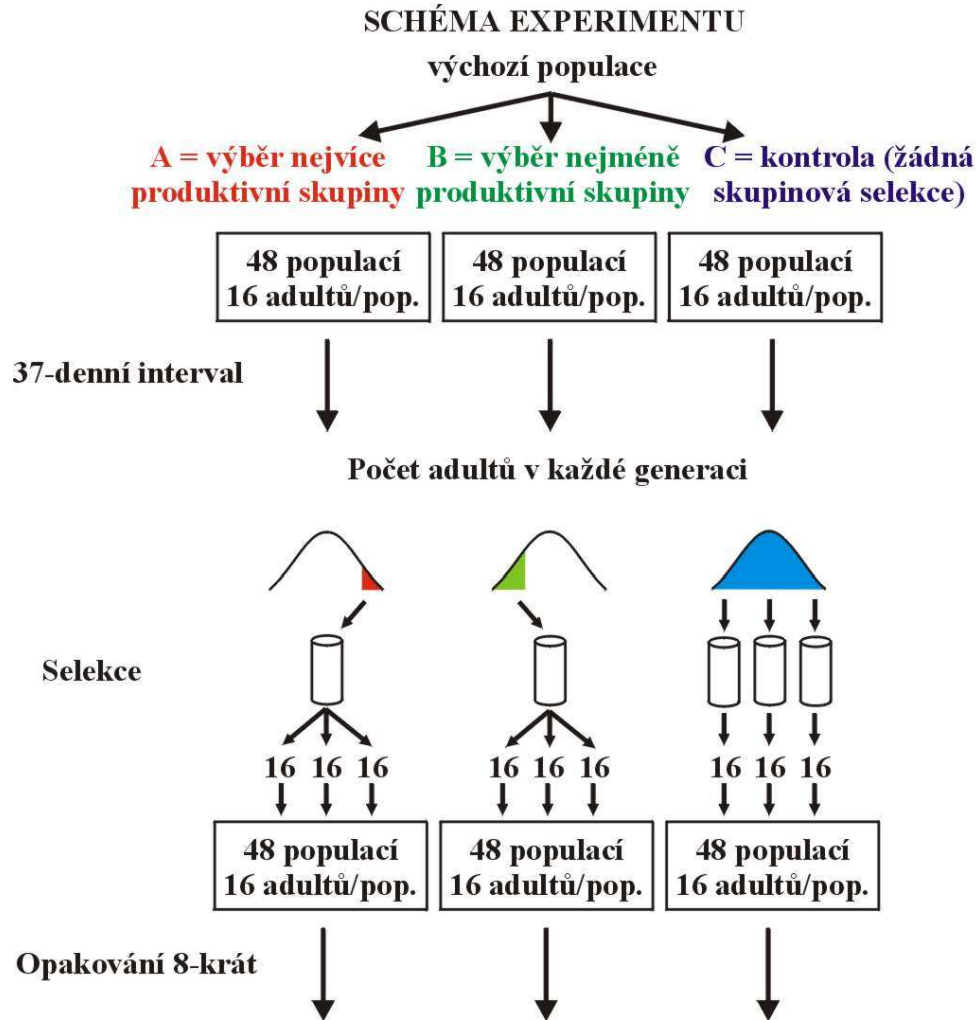 SCHÉMA EXPERIMENTU
výchozí populace
A = výběr nejvíce
produktivní skupiny
B = výběr nejméně
produktivní skupiny
C = kontrola (žádná
skupinová selekce)
48 populací
16 adultů/pop.
48 populací
16 adultů/pop.
48 populací
16 adultů/pop.
37-denní interval
Počet adultů v každé generaci
Selekce
16 16 16
16 16 16
16 16 16
48 populací
16 adultů/pop.
48 populací
16 adultů/pop.
48 populací
16 adultů/pop.
Opakování 8-krát